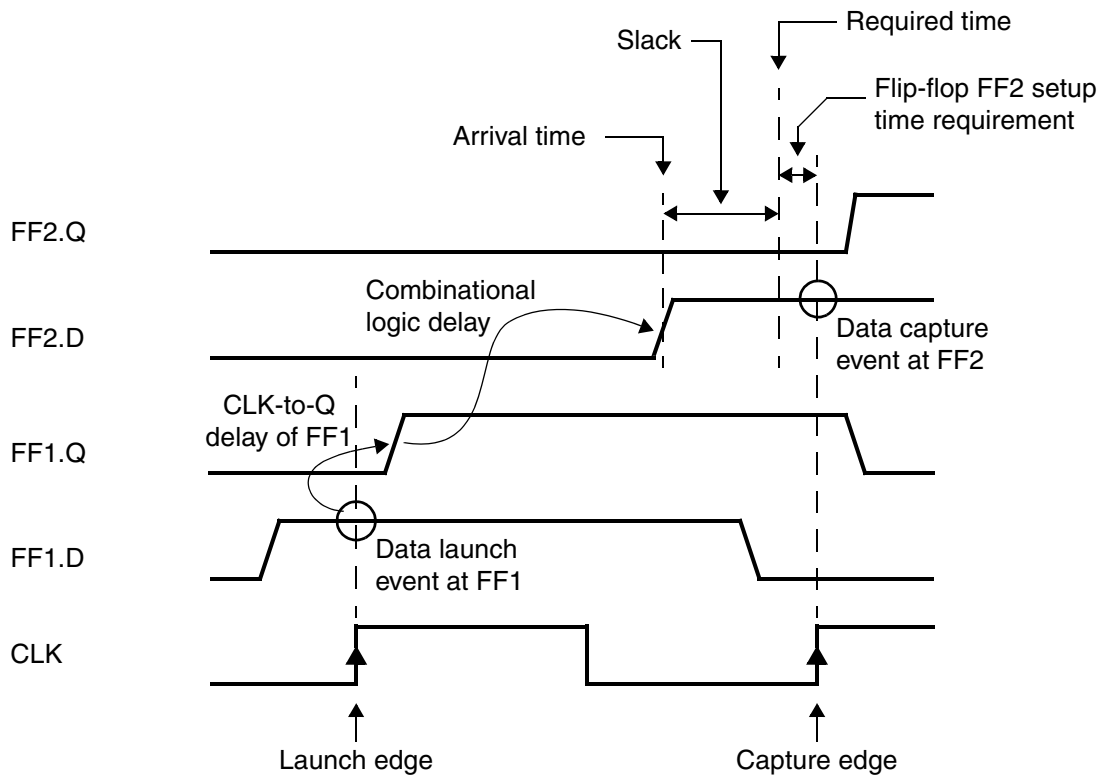 Required time
Slack
Flip-flop FF2 setup
time requirement
Arrival time
FF2.Q
Combinational
logic delay
FF2.D
Data capture
event at FF2
CLK-to-Q
delay of FF1
FF1.Q
Data launch
event at FF1
FF1.D
CLK
Launch edge
Capture edge